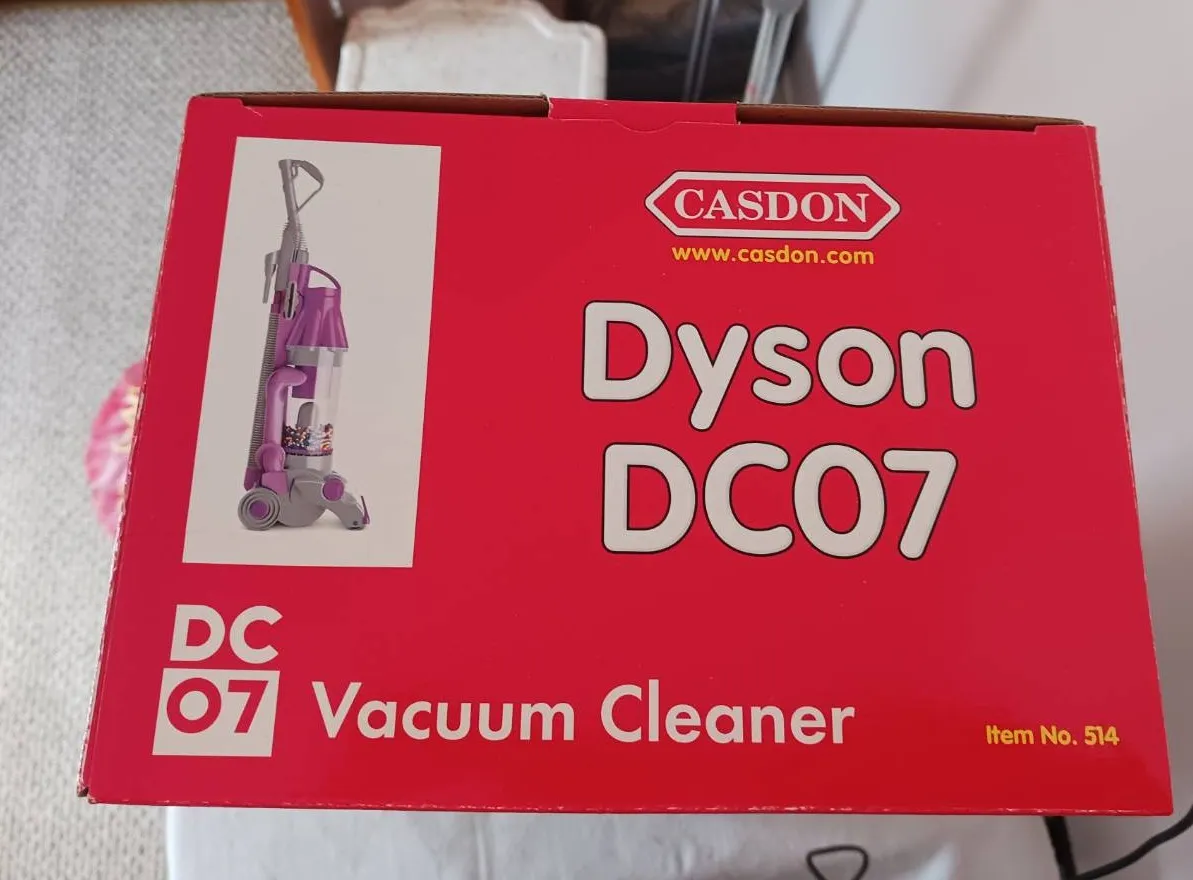 CASDON
www.casdon.com
Dyson
DC07
DC
07
Vacuum Cleaner
Item No. 514